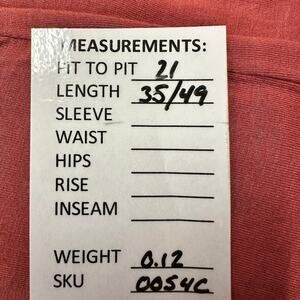 MEASUREMENTS:
PIT TO PIT 21
LENGTH 35/49
SLEEVE
WAIST
HIPS
RISE
INSEAM
WEIGHT 0.12
SKU 0054C